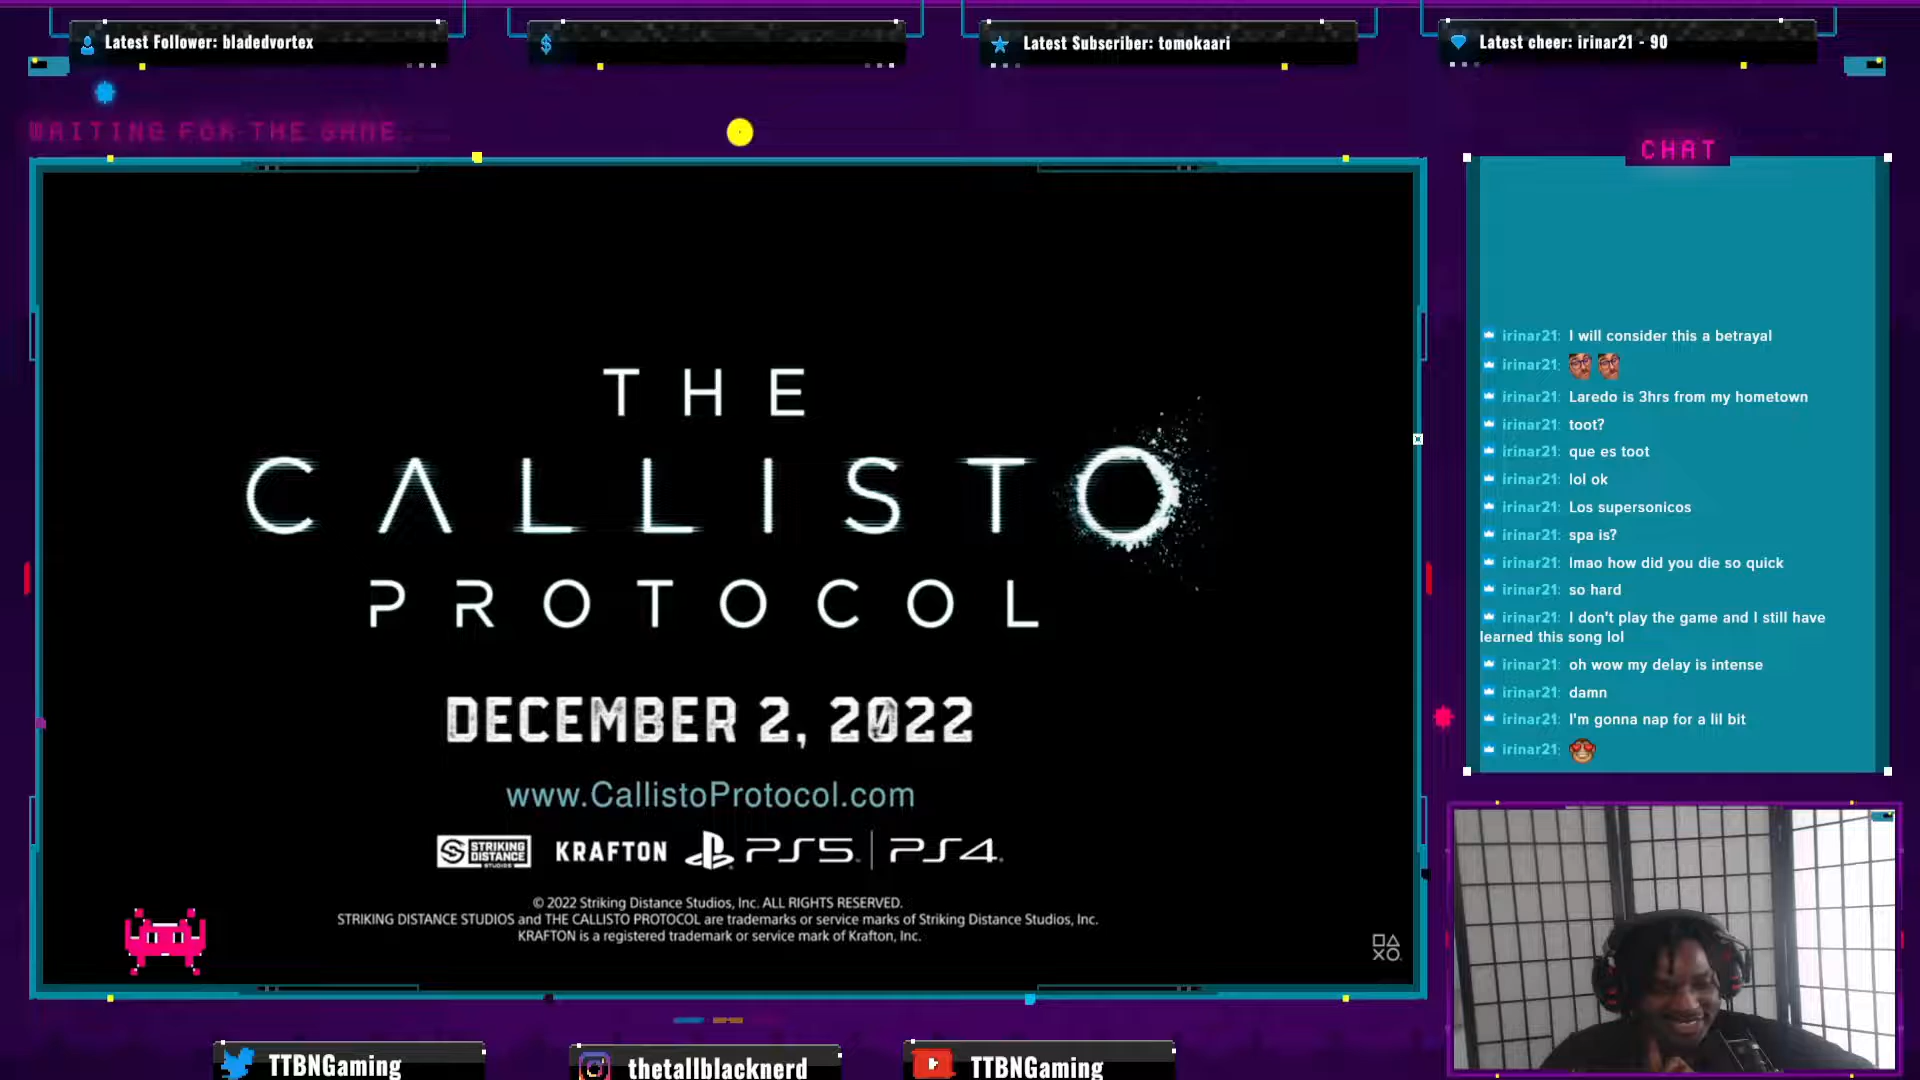 Latest Follower: bladedvortex
$
Latest Subscriber: tomokaari
Latest cheer: irinar21 - 90
WAITING FOR THE GAME
CHAT
THE
CALLISTO
PROTOCOL
DECEMBER 2, 2022
www.CallistoProtocol.com
STRIKING
DISTANCE
STUDIOS
KRAFTON
PS5 | PS4
© 2022 Striking Distance Studios, Inc. ALL RIGHTS RESERVED.
STRIKING DISTANCE STUDIOS and THE CALLISTO PROTOCOL are trademarks or service marks of Striking Distance Studios, Inc.
KRAFTON is a registered trademark or service mark of Krafton, Inc.
irinar21: I will consider this a betrayal
irinar21:
irinar21: Laredo is 3hrs from my hometown
irinar21: toot?
irinar21: que es toot
irinar21: lol ok
irinar21: Los supersonicos
irinar21: spa is?
irinar21: lmao how did you die so quick
irinar21: so hard
irinar21: I don't play the game and I still have
learned this song lol
irinar21: oh wow my delay is intense
irinar21: damn
irinar21: I'm gonna nap for a lil bit
irinar21:
TTBNGaming
thetallblacknerd
TTBNGaming